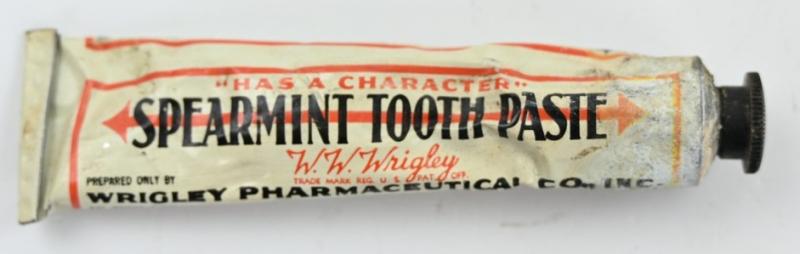 "HAS A CHARACTER"
SPEARMINT TOOTH PASTE
W.W. Wrigley
TRADE MARK REG. U.S. PAT. OFF.
PREPARED ONLY BY
WRIGLEY PHARMACEUTICAL CO., INC.